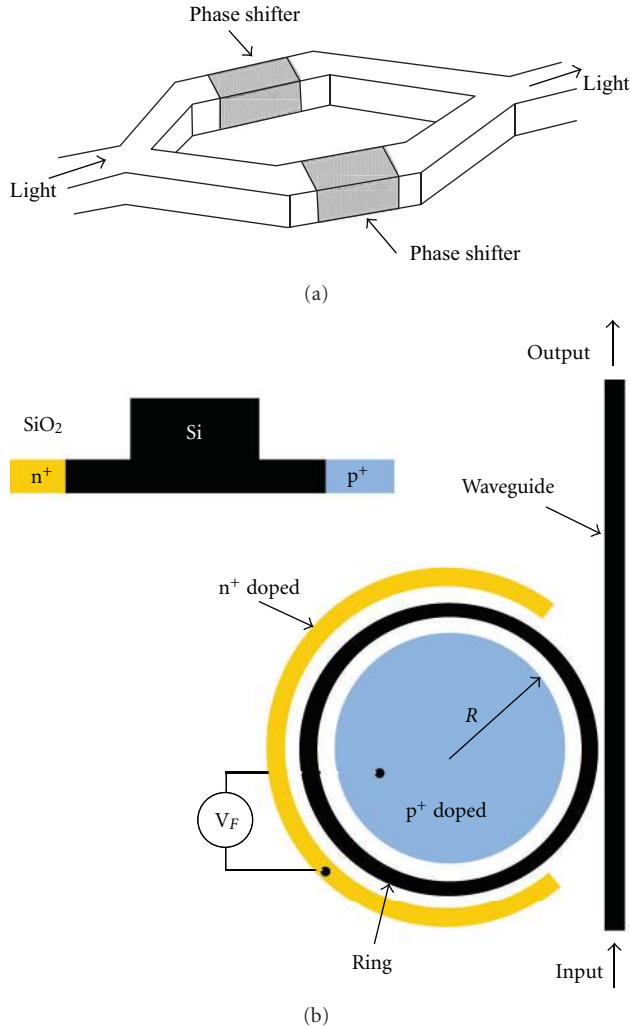 Phase shifter
Light
Light
Phase shifter
(a)
Output
SiO2
Si
n+
p+
Waveguide
n+ doped
R
VF
p+ doped
Ring
Input
(b)